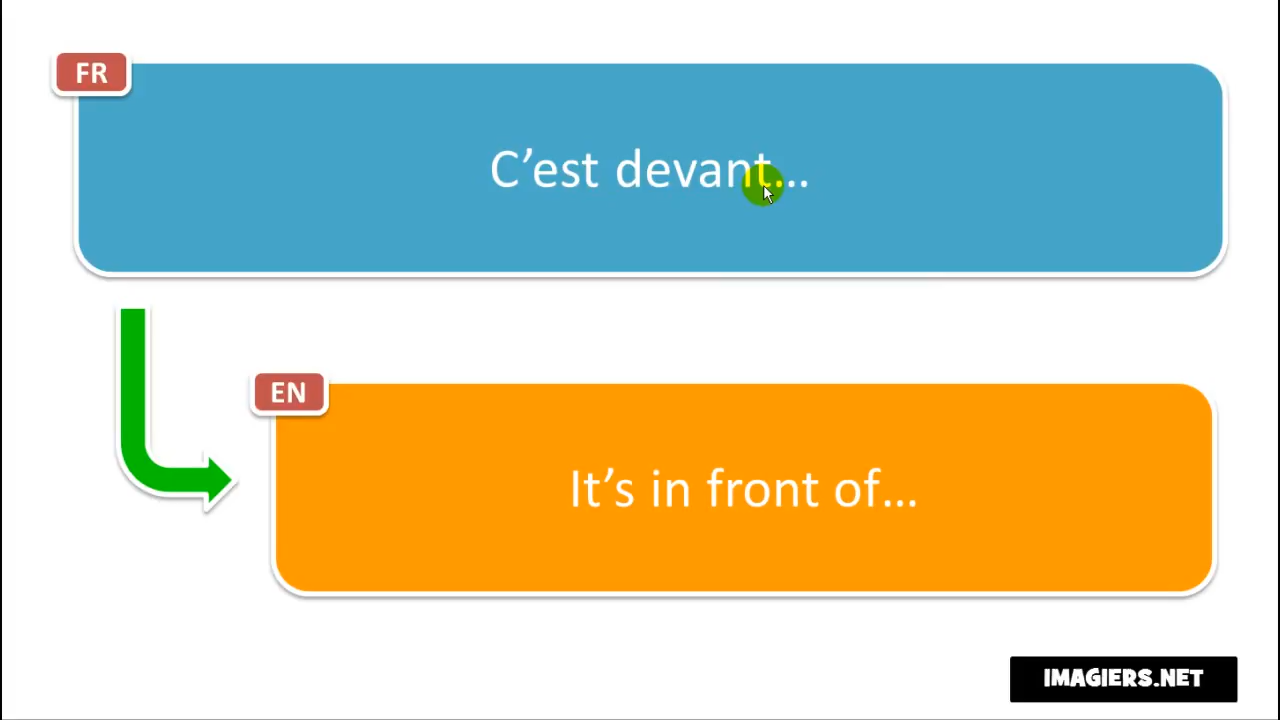 FR
C’est devant...
EN
It’s in front of...
IMAGIERS.NET